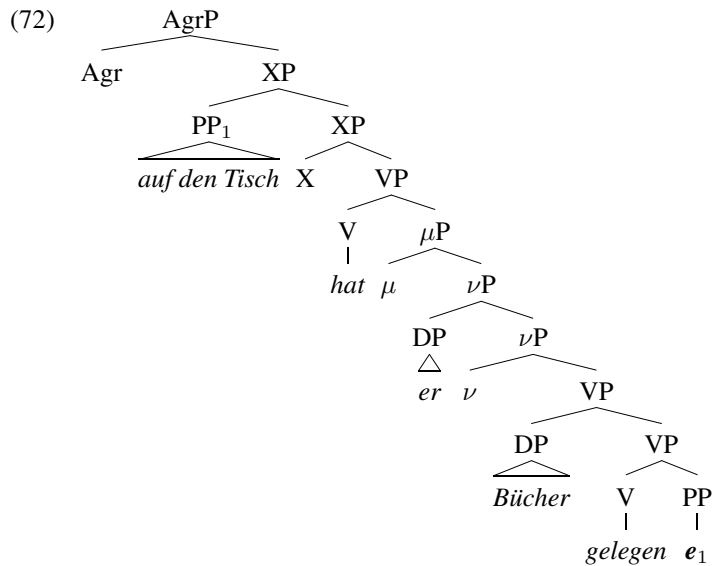 (72) AgrP
Agr XP
PP₁ XP
auf den Tisch X VP
V μP
hat μ νP
DP νP
er ν VP
DP VP
Bücher V PP
gelegen e₁